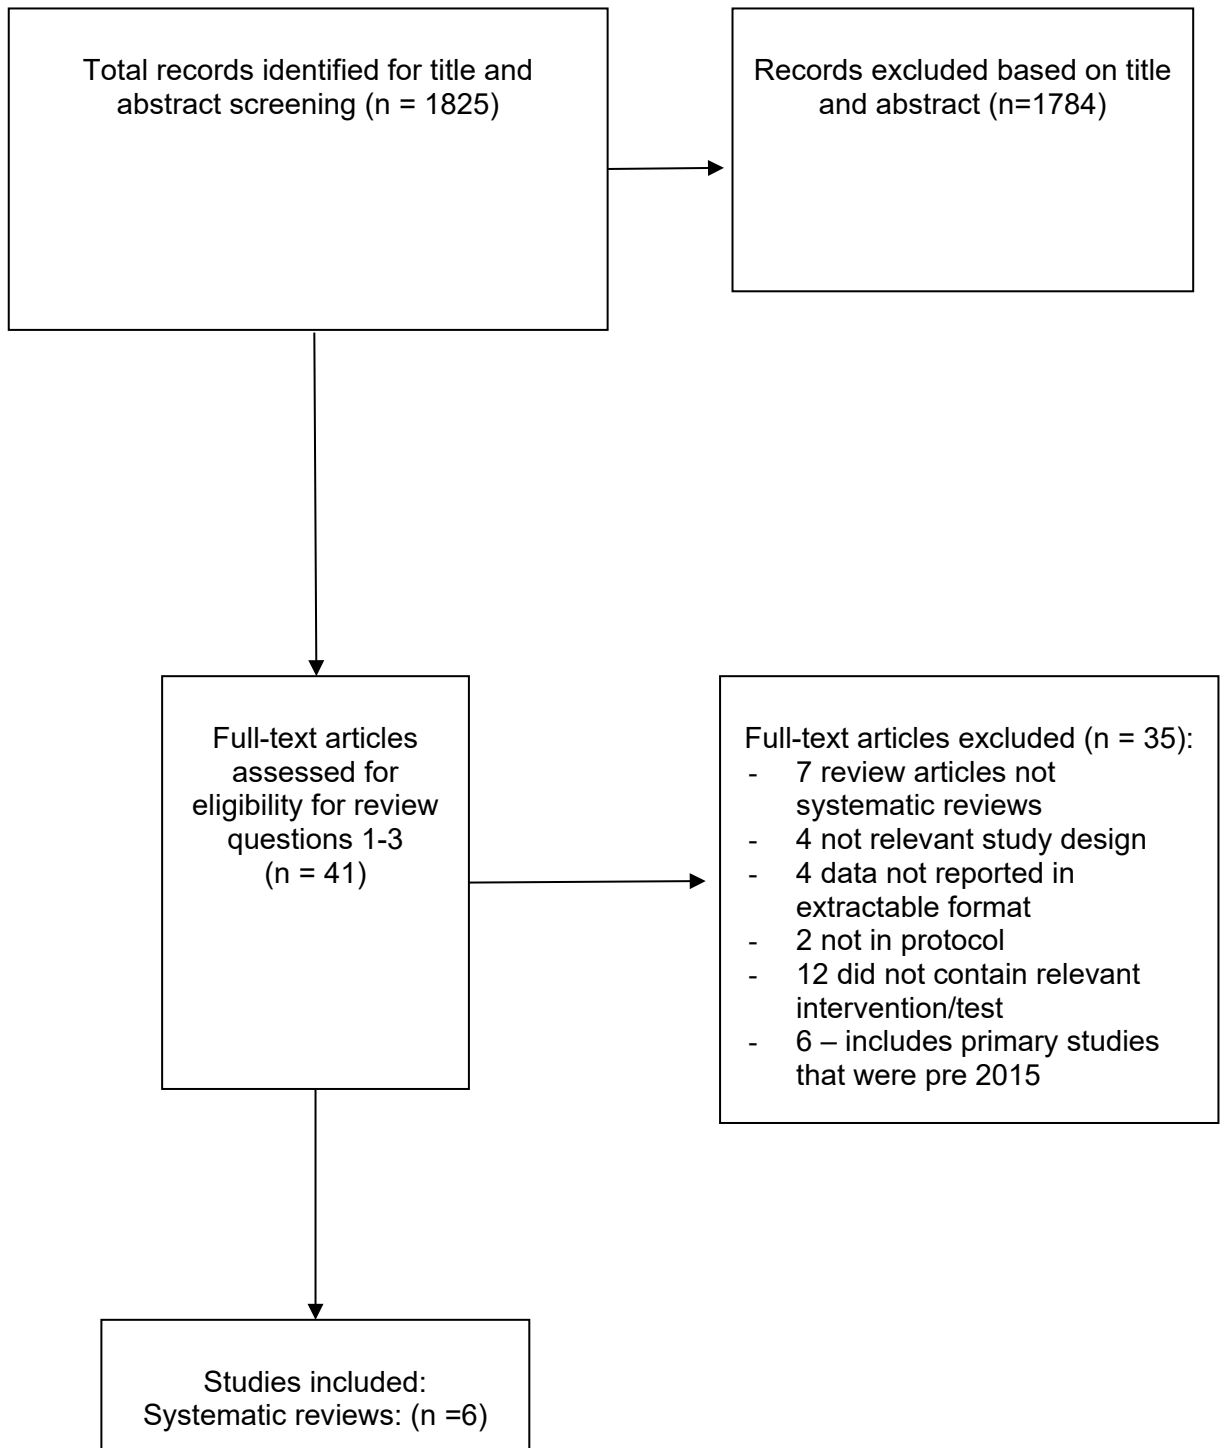 Total records identified for title and
abstract screening (n = 1825)
Records excluded based on title
and abstract (n=1784)
Full-text articles
assessed for
eligibility for review
questions 1-3
(n = 41)
Full-text articles excluded (n = 35):
- 7 review articles not
systematic reviews
- 4 not relevant study design
- 4 data not reported in
extractable format
- 2 not in protocol
- 12 did not contain relevant
intervention/test
- 6 – includes primary studies
that were pre 2015
Studies included:
Systematic reviews: (n =6)